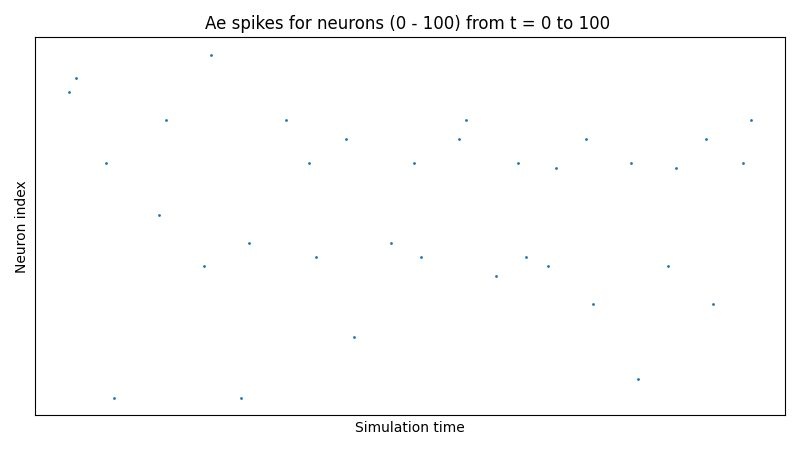 Ae spikes for neurons (0 - 100) from t = 0 to 100
Neuron index
Simulation time